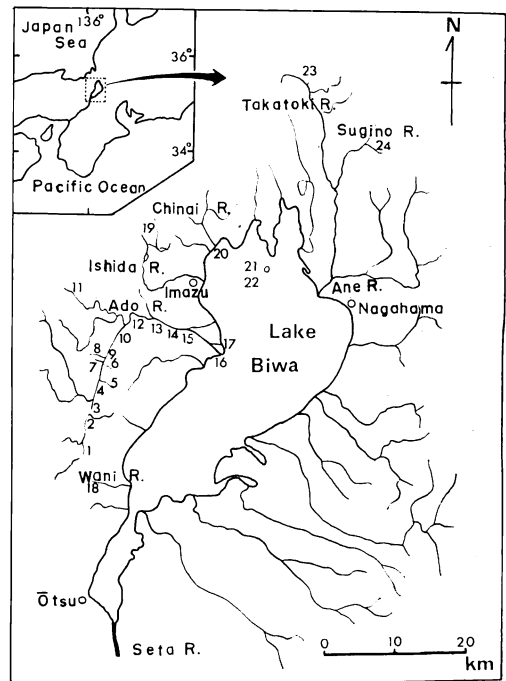 Japan Sea
136°
36°
34°
Pacific Ocean
N
23
Takatoki R.
Sugino R.
24
Chinai R.
19
20
Ishida R.
21
22
Imazu
Ane R.
Nagahama
11
Ado R.
12
13
14
15
10
17
16
9
8
7
6
5
4
3
2
1
Lake Biwa
Wani R.
18
Ōtsu
Seta R.
0 10 20
km